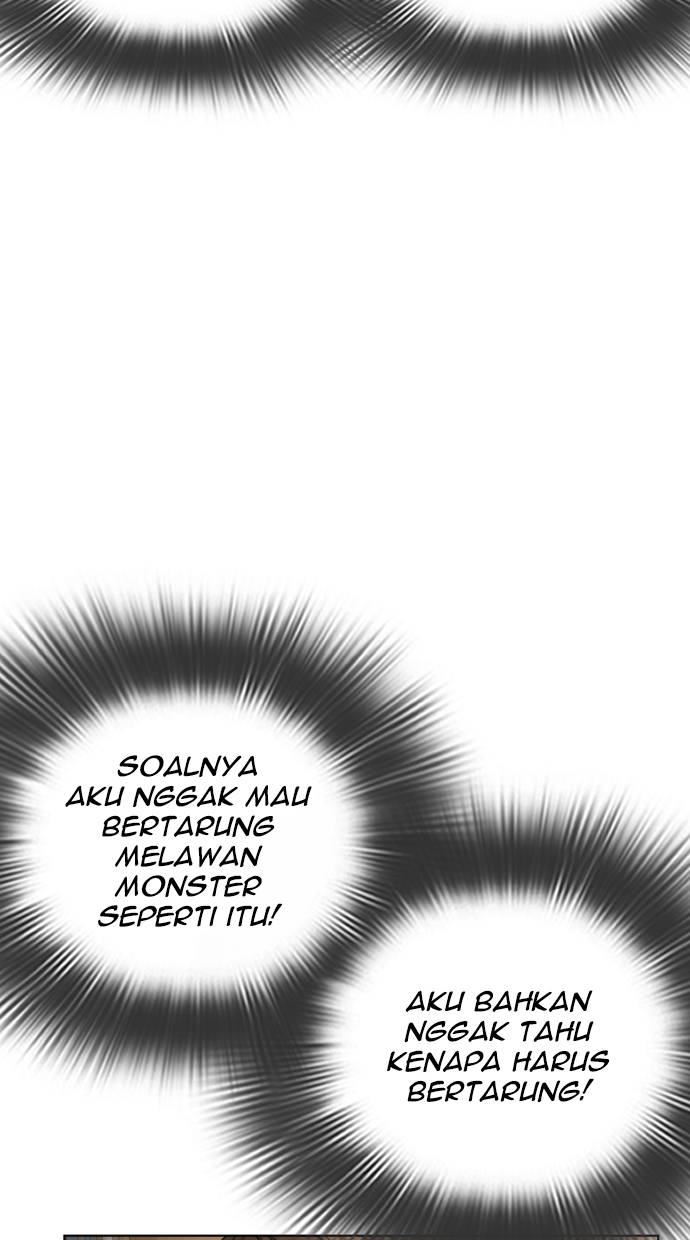 SOALNYA
AKU NGGAK MAU
BERTARUNG
MELAWAN
MONSTER
SEPERTI ITU!
AKU BAHKAN
NGGAK TAHU
KENAPA HARUS
BERTARUNG!